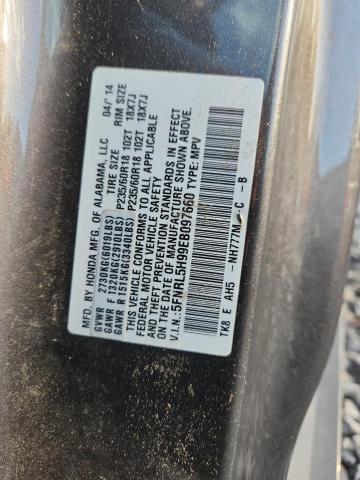 MFD. BY HONDA MFG. OF ALABAMA, LLC 04/ 14
TIRE SIZE RIM SIZE
GVWR 2730KG(6019LBS)
GAWR F 1325KG(2910LBS) P235/60R18 102T 18X7J
GAWR R 1515KG(3340LBS) P235/60R18 102T 18X7J
THIS VEHICLE CONFORMS TO ALL APPLICABLE
FEDERAL MOTOR VEHICLE SAFETY, BUMPER,
AND THEFT PREVENTION STANDARDS IN EFFECT
ON THE DATE OF MANUFACTURE SHOWN ABOVE.
V.I.N.: 5FNRL5H99EB097660 TYPE: MPV
TK8 E AH5 - NH777M - C - B